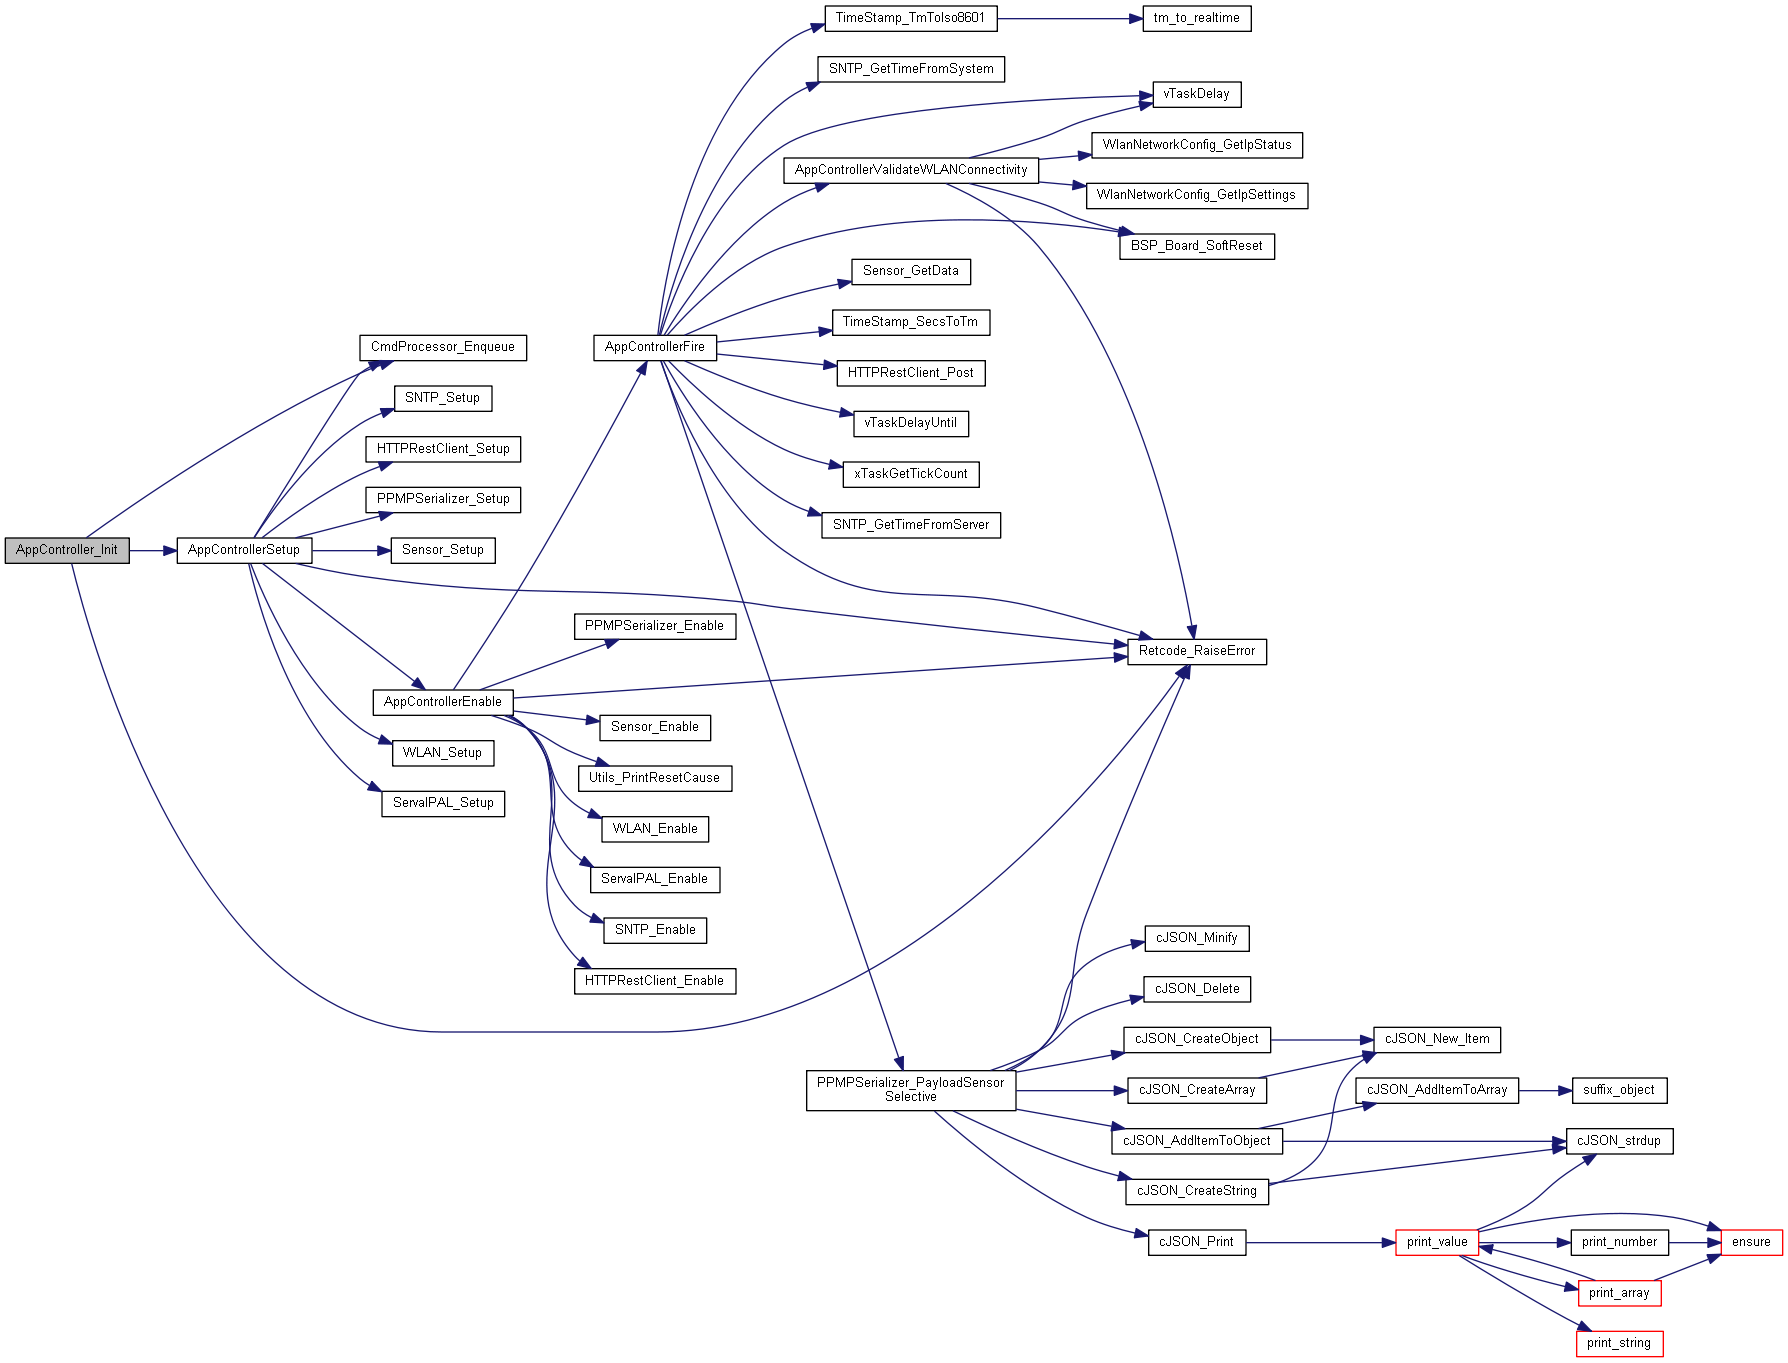 TimeStamp_TmToIso8601
tm_to_realtime
SNTP_GetTimeFromSystem
vTaskDelay
WlanNetworkConfig_GetIpStatus
AppControllerValidateWLANConnectivity
WlanNetworkConfig_GetIpSettings
BSP_Board_SoftReset
Sensor_GetData
TimeStamp_SecsToTm
CmdProcessor_Enqueue
AppControllerFire
HTTPRestClient_Post
SNTP_Setup
vTaskDelayUntil
HTTPRestClient_Setup
xTaskGetTickCount
PPMPSerializer_Setup
SNTP_GetTimeFromServer
AppController_Init
AppControllerSetup
Sensor_Setup
PPMPSerializer_Enable
Retcode_RaiseError
AppControllerEnable
Sensor_Enable
WLAN_Setup
Utils_PrintResetCause
ServalPAL_Setup
WLAN_Enable
ServalPAL_Enable
SNTP_Enable
cJSON_Minify
HTTPRestClient_Enable
cJSON_Delete
cJSON_CreateObject
cJSON_New_Item
PPMPSerializer_PayloadSensor
Selective
cJSON_CreateArray
cJSON_AddItemToArray
suffix_object
cJSON_AddItemToObject
cJSON_strdup
cJSON_CreateString
cJSON_Print
print_value
print_number
ensure
print_array
print_string